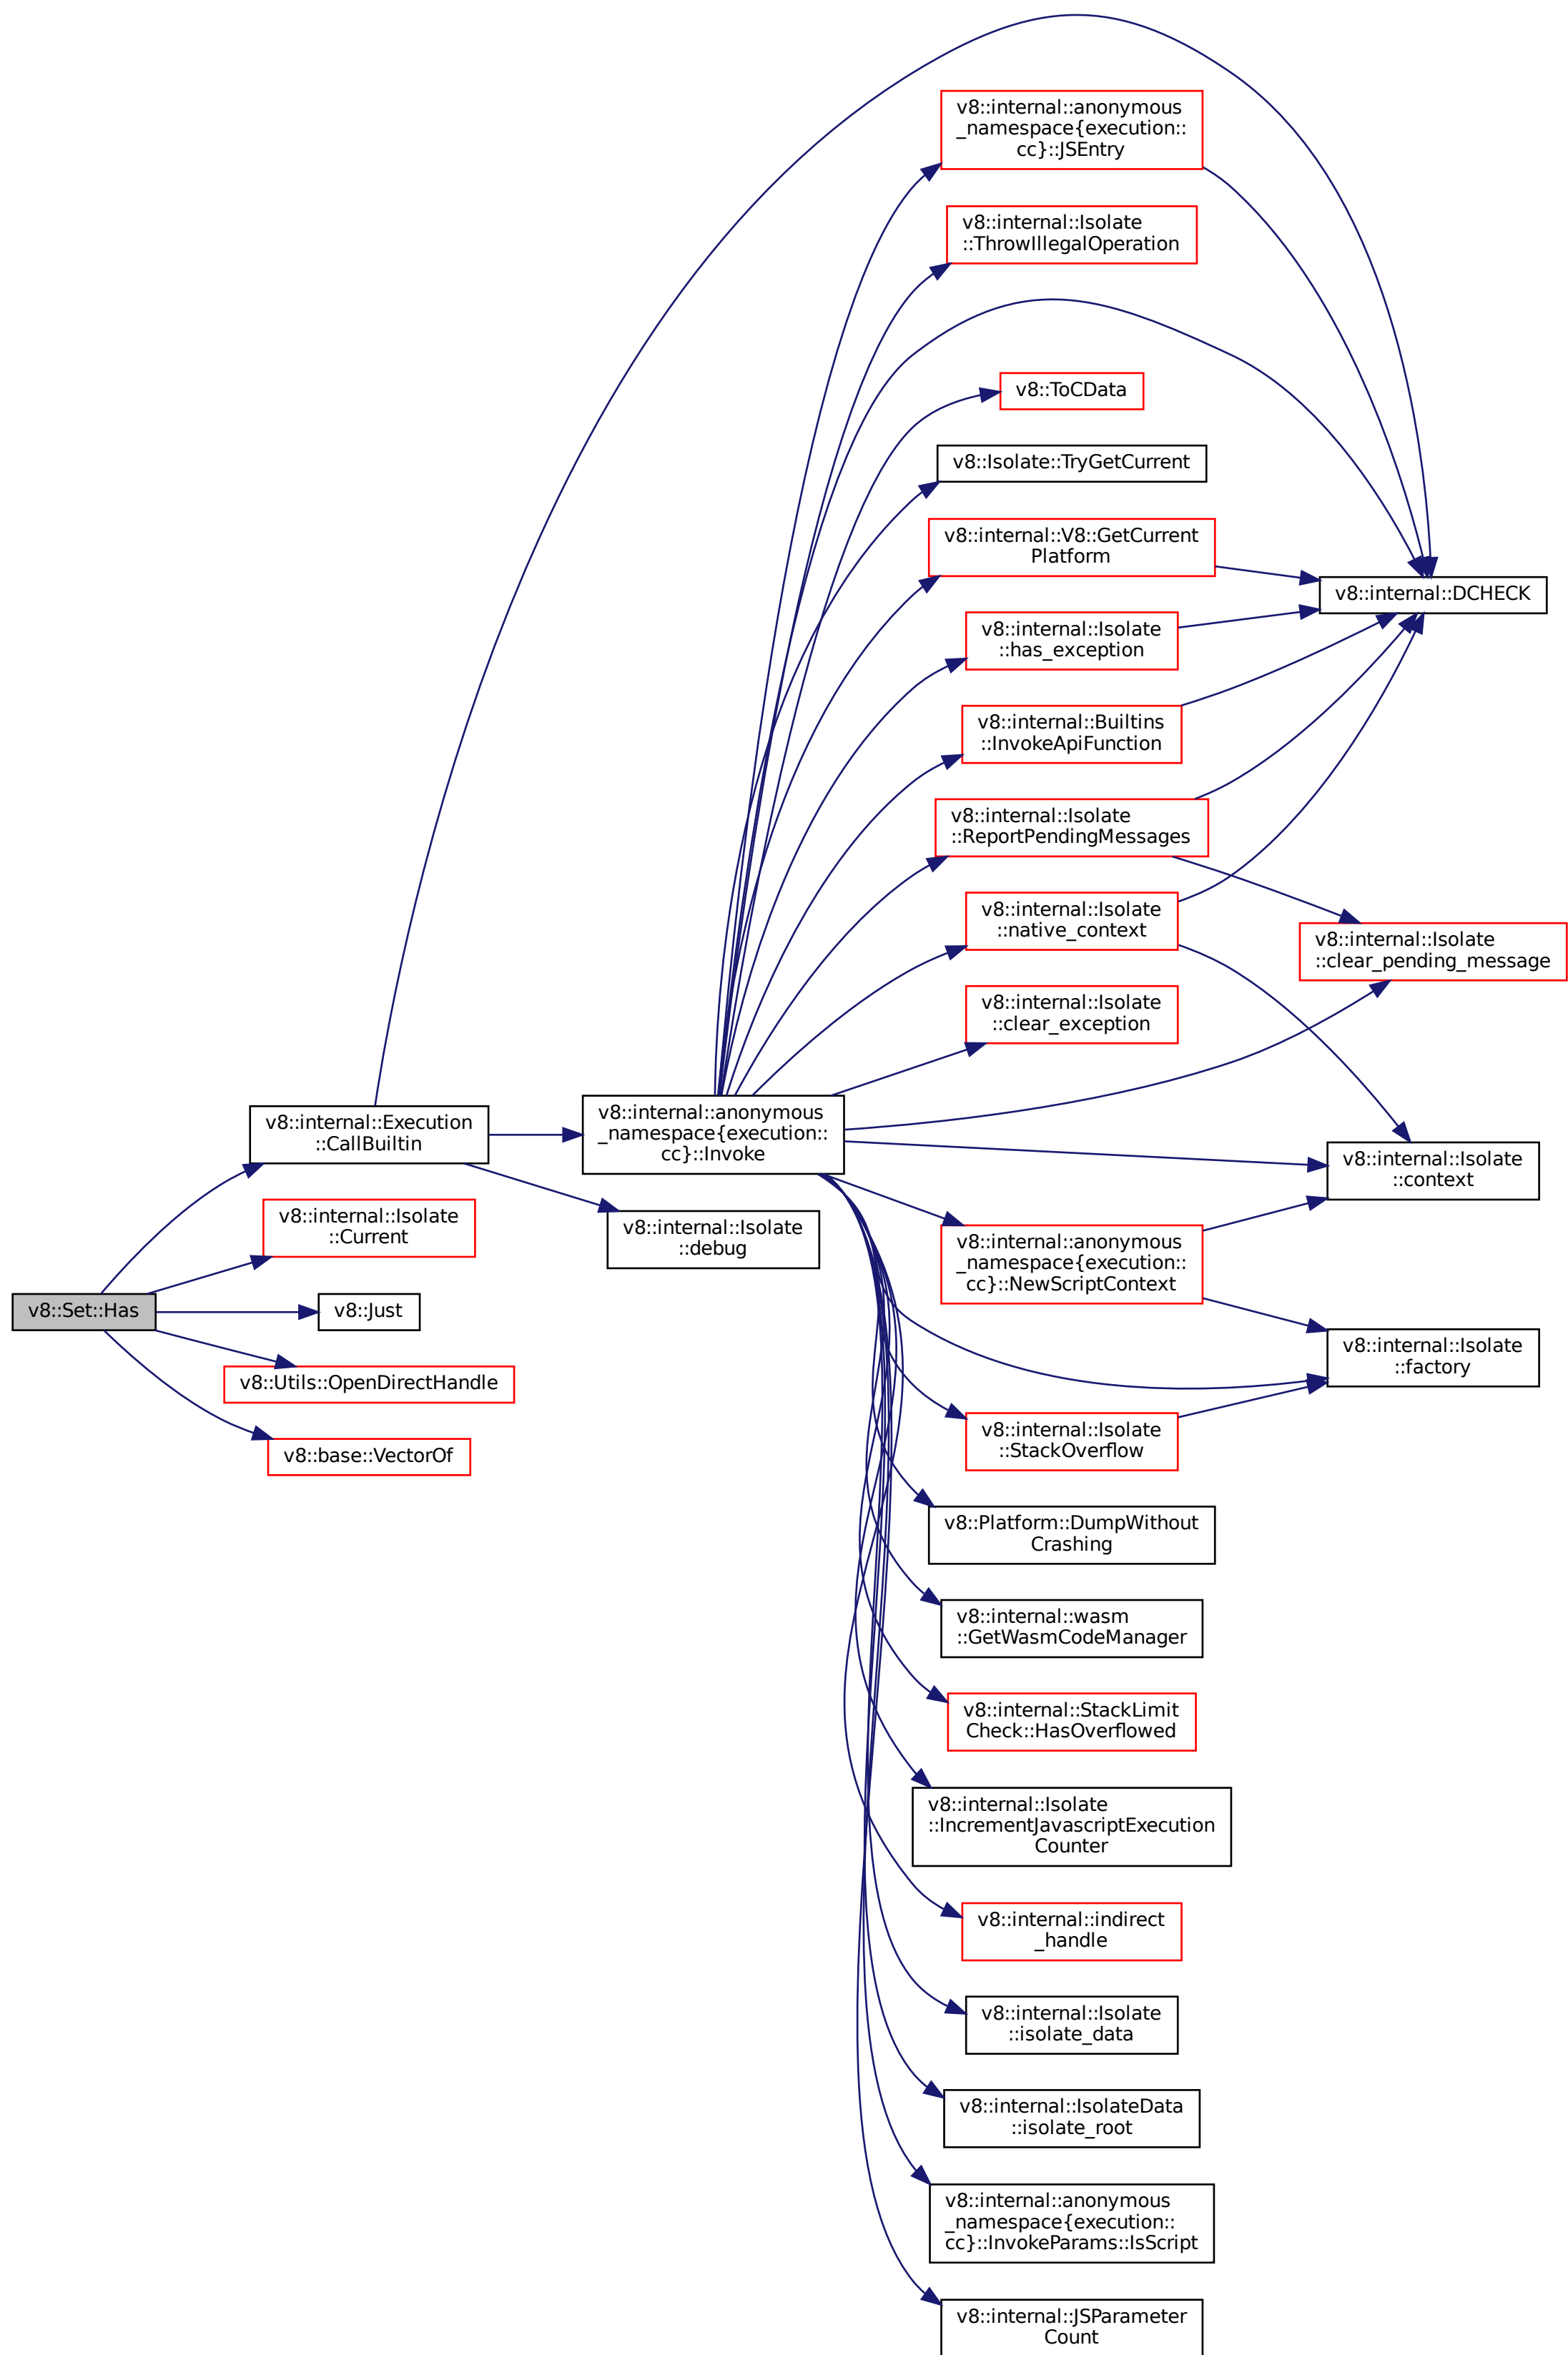 v8::Set::Has
v8::internal::Execution
::CallBuiltin
v8::internal::Isolate
::Current
v8::Just
v8::Utils::OpenDirectHandle
v8::base::VectorOf
v8::internal::anonymous
_namespace{execution::
cc}::Invoke
v8::internal::Isolate
::debug
v8::internal::anonymous
_namespace{execution::
cc}::JSEntry
v8::internal::Isolate
::ThrowIllegalOperation
v8::ToCData
v8::Isolate::TryGetCurrent
v8::internal::V8::GetCurrent
Platform
v8::internal::Isolate
::has_exception
v8::internal::Builtins
::InvokeApiFunction
v8::internal::Isolate
::ReportPendingMessages
v8::internal::Isolate
::native_context
v8::internal::Isolate
::clear_exception
v8::internal::anonymous
_namespace{execution::
cc}::NewScriptContext
v8::internal::Isolate
::StackOverflow
v8::Platform::DumpWithout
Crashing
v8::internal::wasm
::GetWasmCodeManager
v8::internal::StackLimit
Check::HasOverflowed
v8::internal::Isolate
::IncrementJavascriptExecution
Counter
v8::internal::indirect
_handle
v8::internal::Isolate
::isolate_data
v8::internal::IsolateData
::isolate_root
v8::internal::anonymous
_namespace{execution::
cc}::InvokeParams::IsScript
v8::internal::JSParameter
Count
v8::internal::DCHECK
v8::internal::Isolate
::clear_pending_message
v8::internal::Isolate
::context
v8::internal::Isolate
::factory